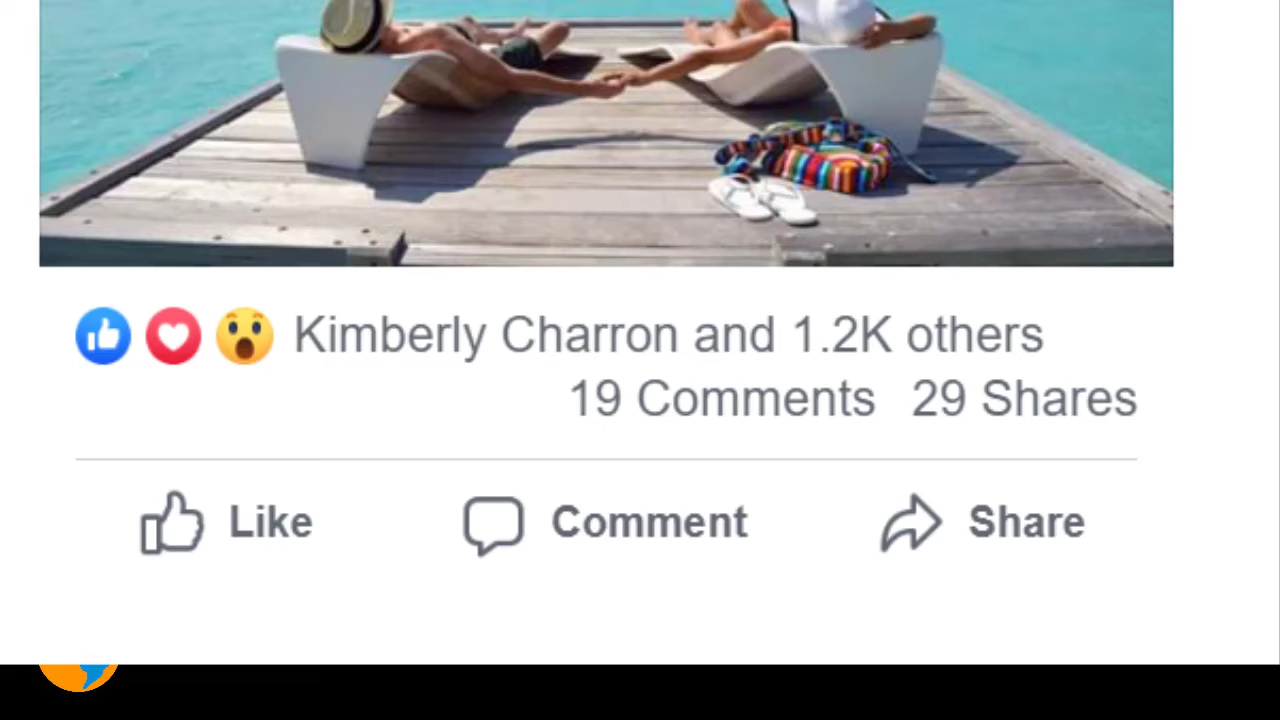 Kimberly Charron and 1.2K others
19 Comments 29 Shares
Like Comment Share